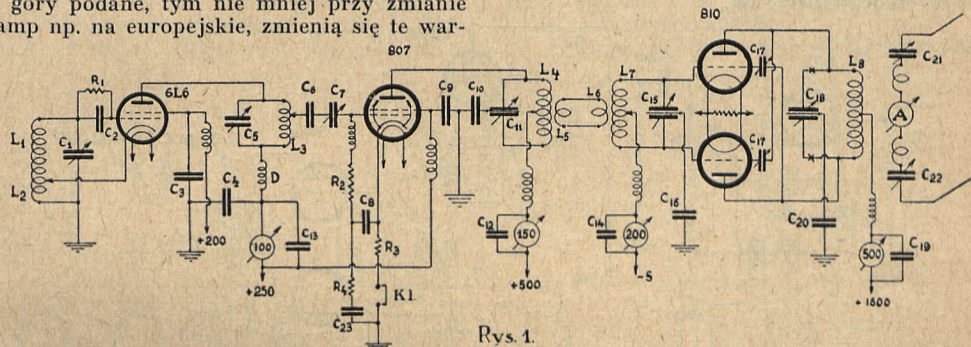 góry podane, tym nie mniej przy zmianie
amp np. na europejskie, zmienią się te war-
810
807
6L6
R1
L1
L2
C1
C2
C3
C4
C5
L3
D
C6
C7
100
C13
+200
+250
R2
C8
R3
R4
C23
Kl.
C9
C10
C11
L4
L5
L6
L7
C12
150
+500
C14
200
-S
C15
C16
C17
C17
C18
L8
C20
500
C19
+1500
C21
A
C22
Rys. 1.